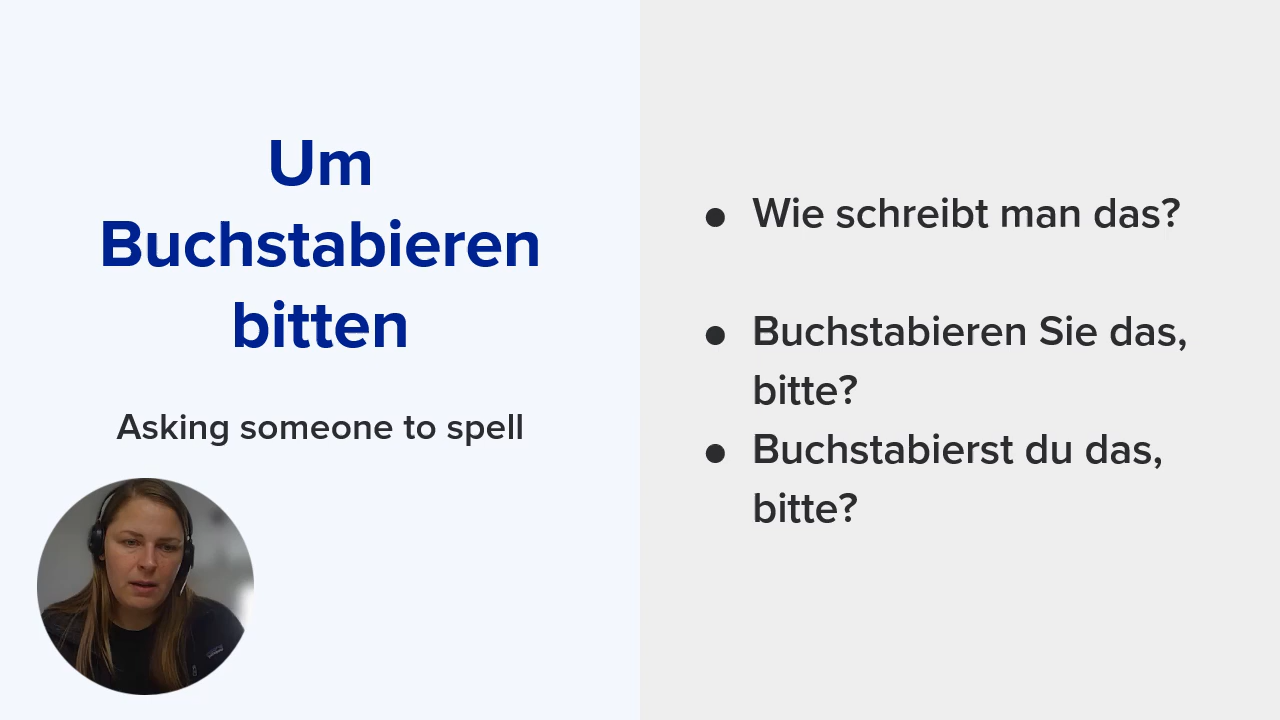 Um
Buchstabieren
bitten
Asking someone to spell
● Wie schreibt man das?
● Buchstabieren Sie das,
bitte?
● Buchstabierst du das,
bitte?